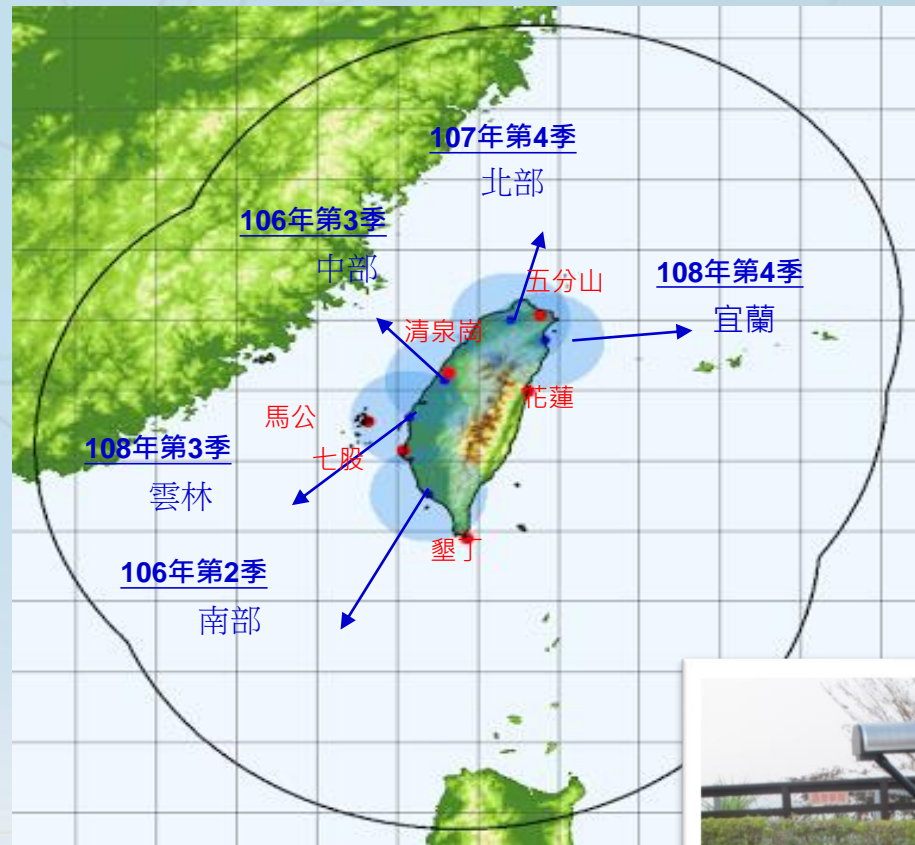 107年第4季
北部
106年第3季
中部
五分山
108年第4季
宜蘭
清泉崗
花蓮
馬公
108年第3季
七股
雲林
墾丁
106年第2季
南部